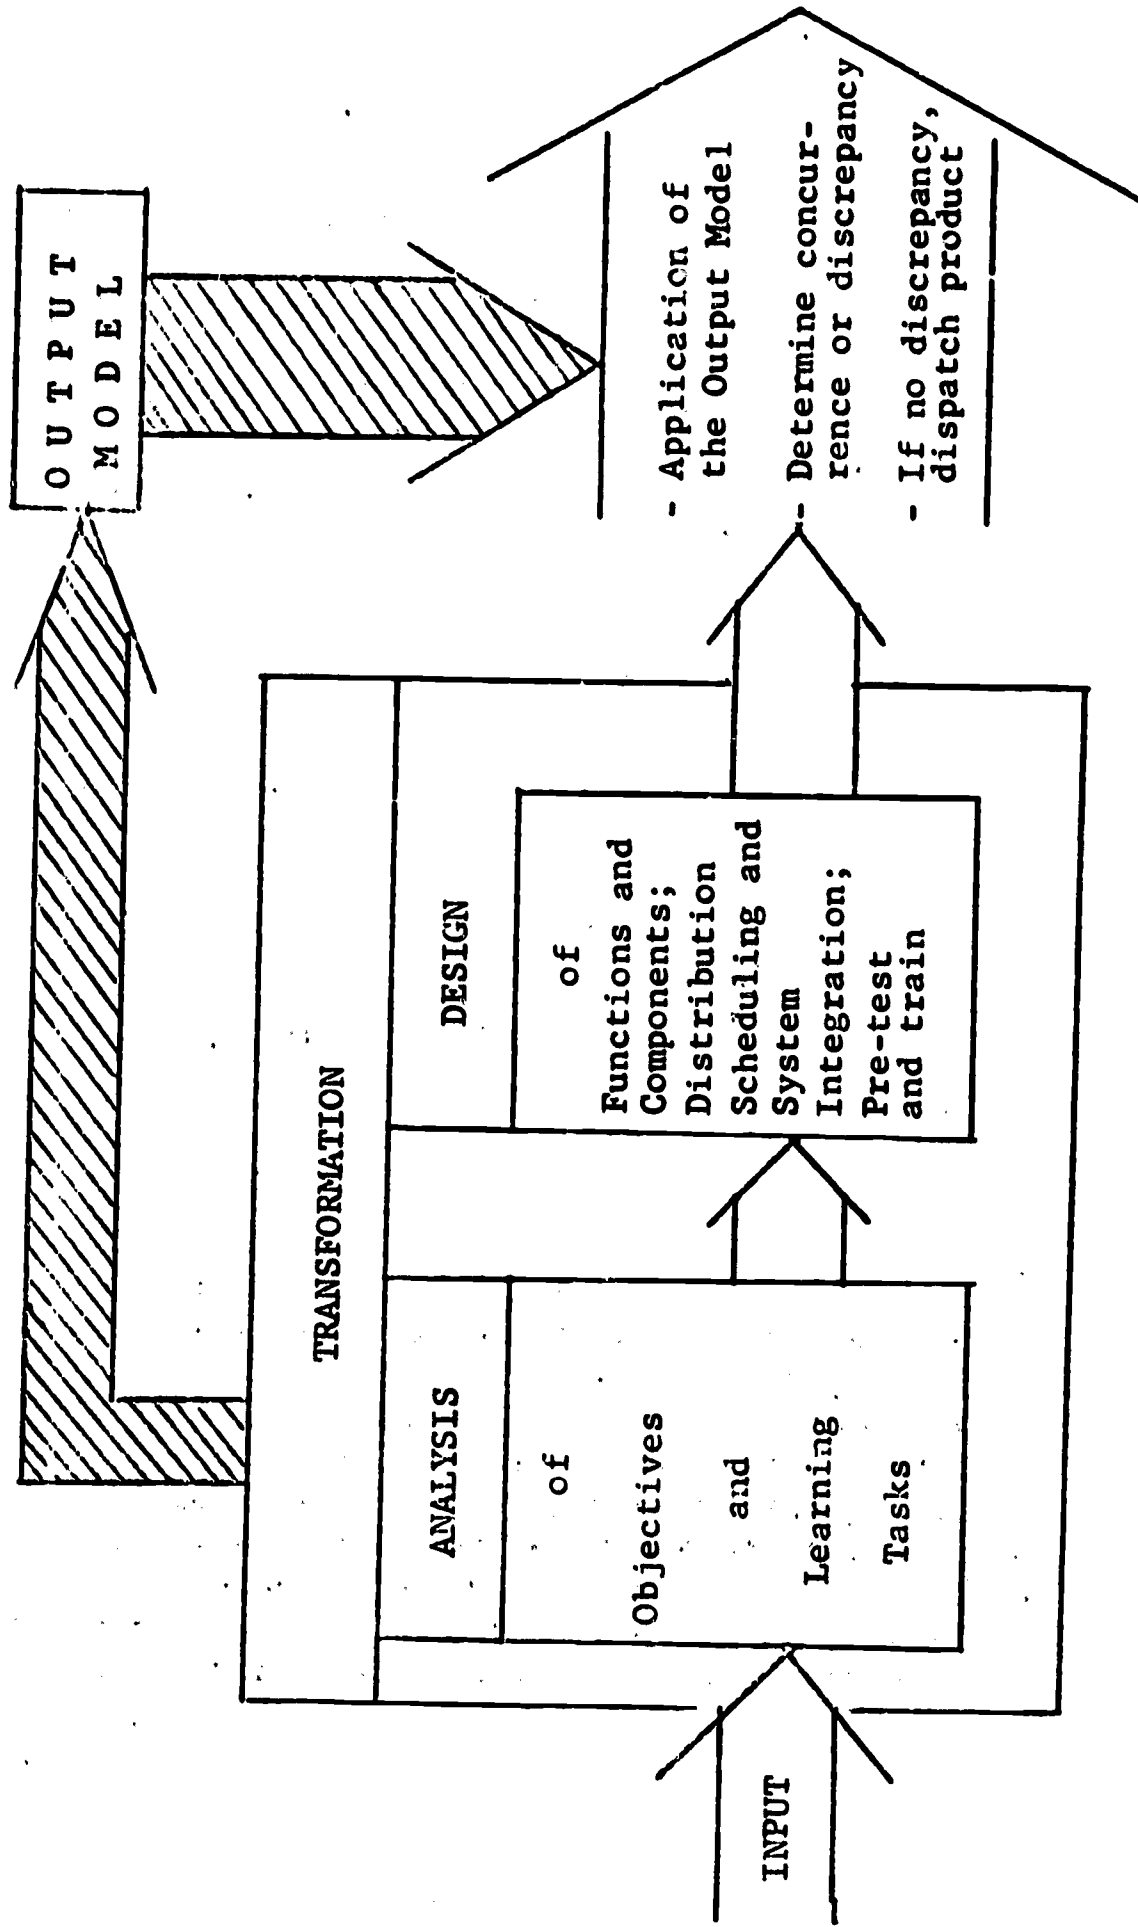 OUTPUT
MODEL
TRANSFORMATION
INPUT
ANALYSIS
of
Objectives
and
Learning
Tasks
DESIGN
of
Functions and
Components;
Distribution
Scheduling and
System
Integration;
Pre-test
and train
- Application of
the Output Model
- Determine concur-
rence or discrepancy
- If no discrepancy,
dispatch product